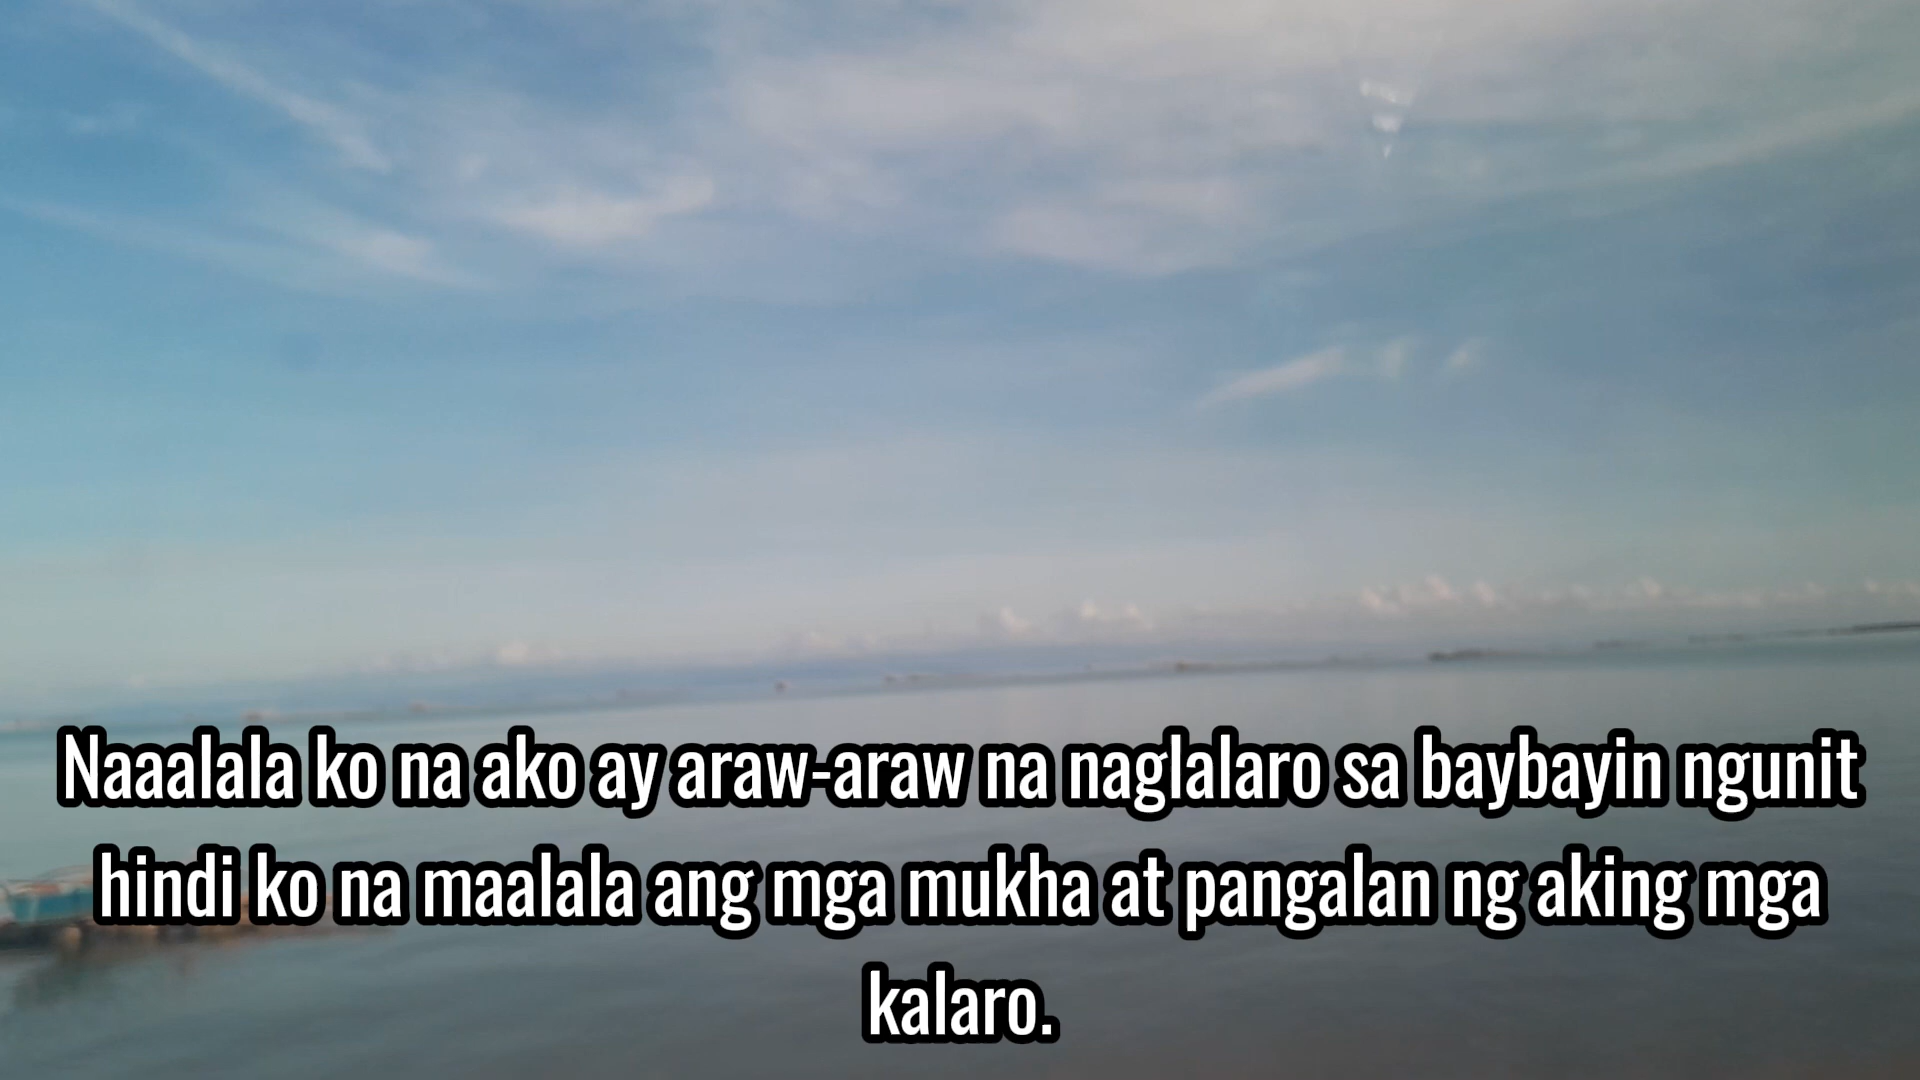 Naaalala ko na ako ay araw-araw na naglalaro sa baybayin ngunit
hindi ko na maalala ang mga mukha at pangalan ng aking mga
kalaro.